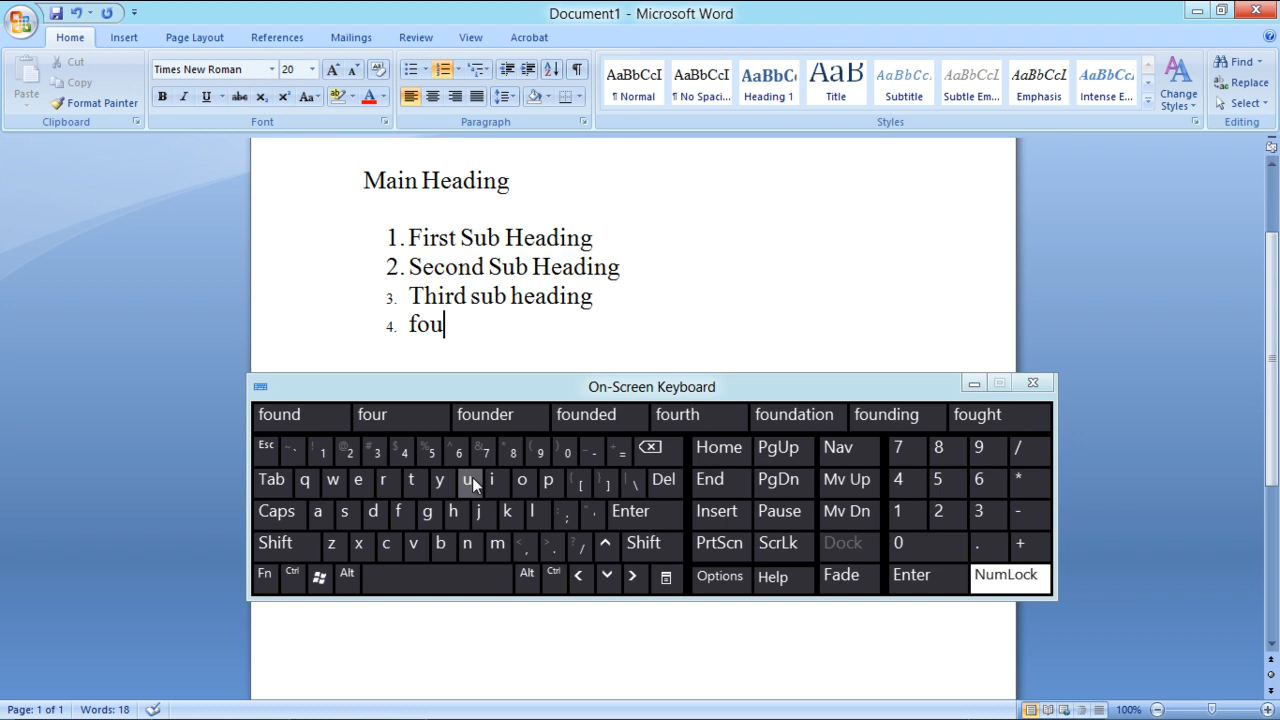 Document1 - Microsoft Word
Home Insert Page Layout References Mailings Review View Acrobat
Paste
Cut
Copy
Format Painter
Clipboard
Times New Roman 20
B I U abc x₂ x² Aa A
Font
Paragraph
AaBbCcI AaBbCcI AaBbC AaB AaBbCcI AaBbCcI AaBbCcI AaBbCcI
¶ Normal ¶ No Spaci... Heading 1 Title Subtitle Subtle Em... Emphasis Intense E...
Styles
Change
Styles
Find
Replace
Select
Editing
Main Heading
1. First Sub Heading
2. Second Sub Heading
3. Third sub heading
4. fou
On-Screen Keyboard
found four founder founded fourth foundation founding fought
Esc ~ ` ! 1 @ 2 # 3 $ 4 % 5 ^ 6 & 7 * 8 ( 9 ) 0 _ - + = Home PgUp Nav 7 8 9 /
Tab q w e r t y u i o p { [ } ] | \ Del End PgDn Mv Up 4 5 6 *
Caps a s d f g h j k l : ; " ' Enter Insert Pause Mv Dn 1 2 3 -
Shift z x c v b n m < , > . ? / Shift PrtScn ScrLk Dock 0 . +
Fn Ctrl Alt Alt Ctrl Options Help Fade Enter NumLock
Page: 1 of 1 Words: 18 100%